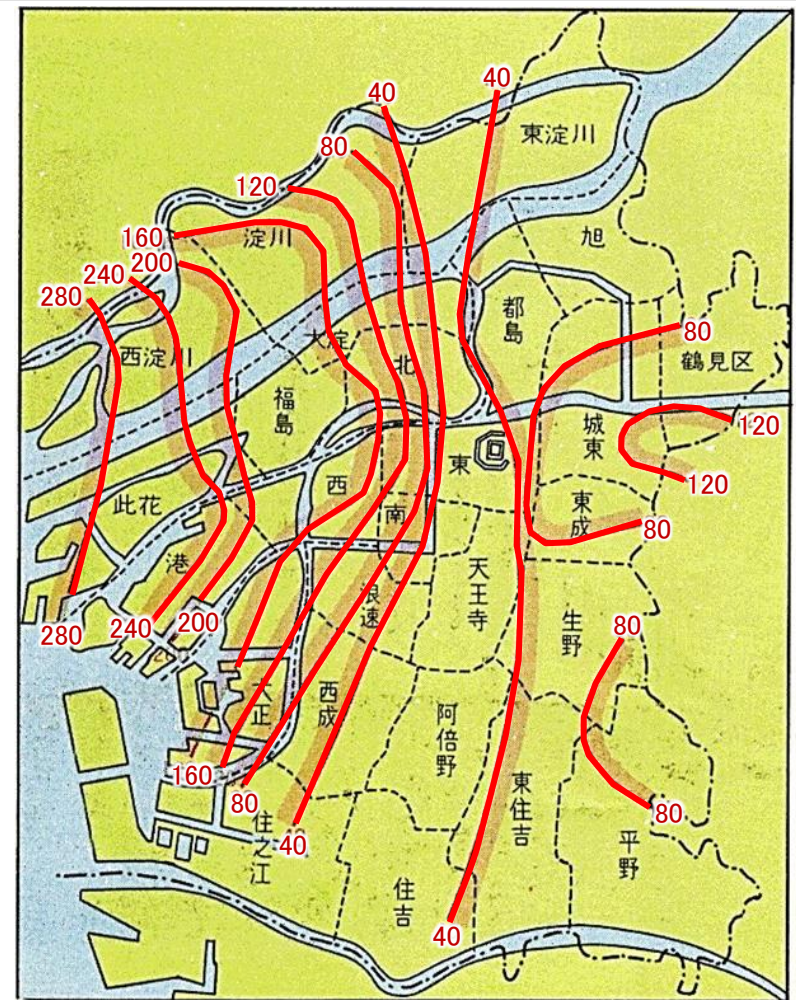 40
40
80
120
160
200
240
280
東淀川
淀川
旭
大淀
都島
北
80
西淀川
鶴見区
福島
120
城東
東
西
120
此花
南
東成
80
港
天王寺
浪速
生野
280
240
200
80
大正
西成
阿倍野
160
80
東住吉
80
40
住之江
平野
住吉
40